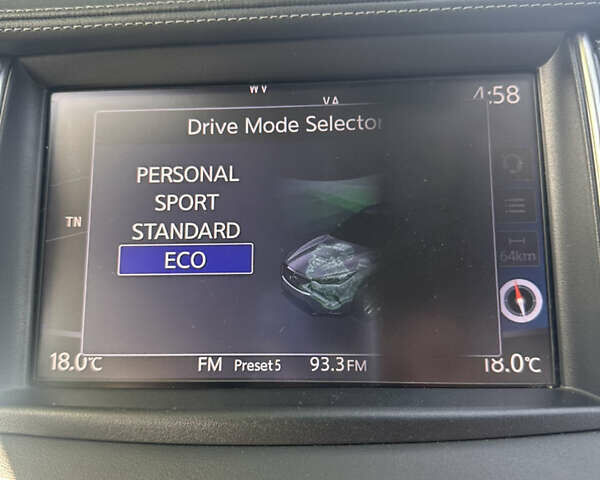 WV
VA
4:58
Drive Mode Selector
PERSONAL
SPORT
STANDARD
TN
ECO
64km
18.0°C
FM Preset5 93.3FM
18.0°C